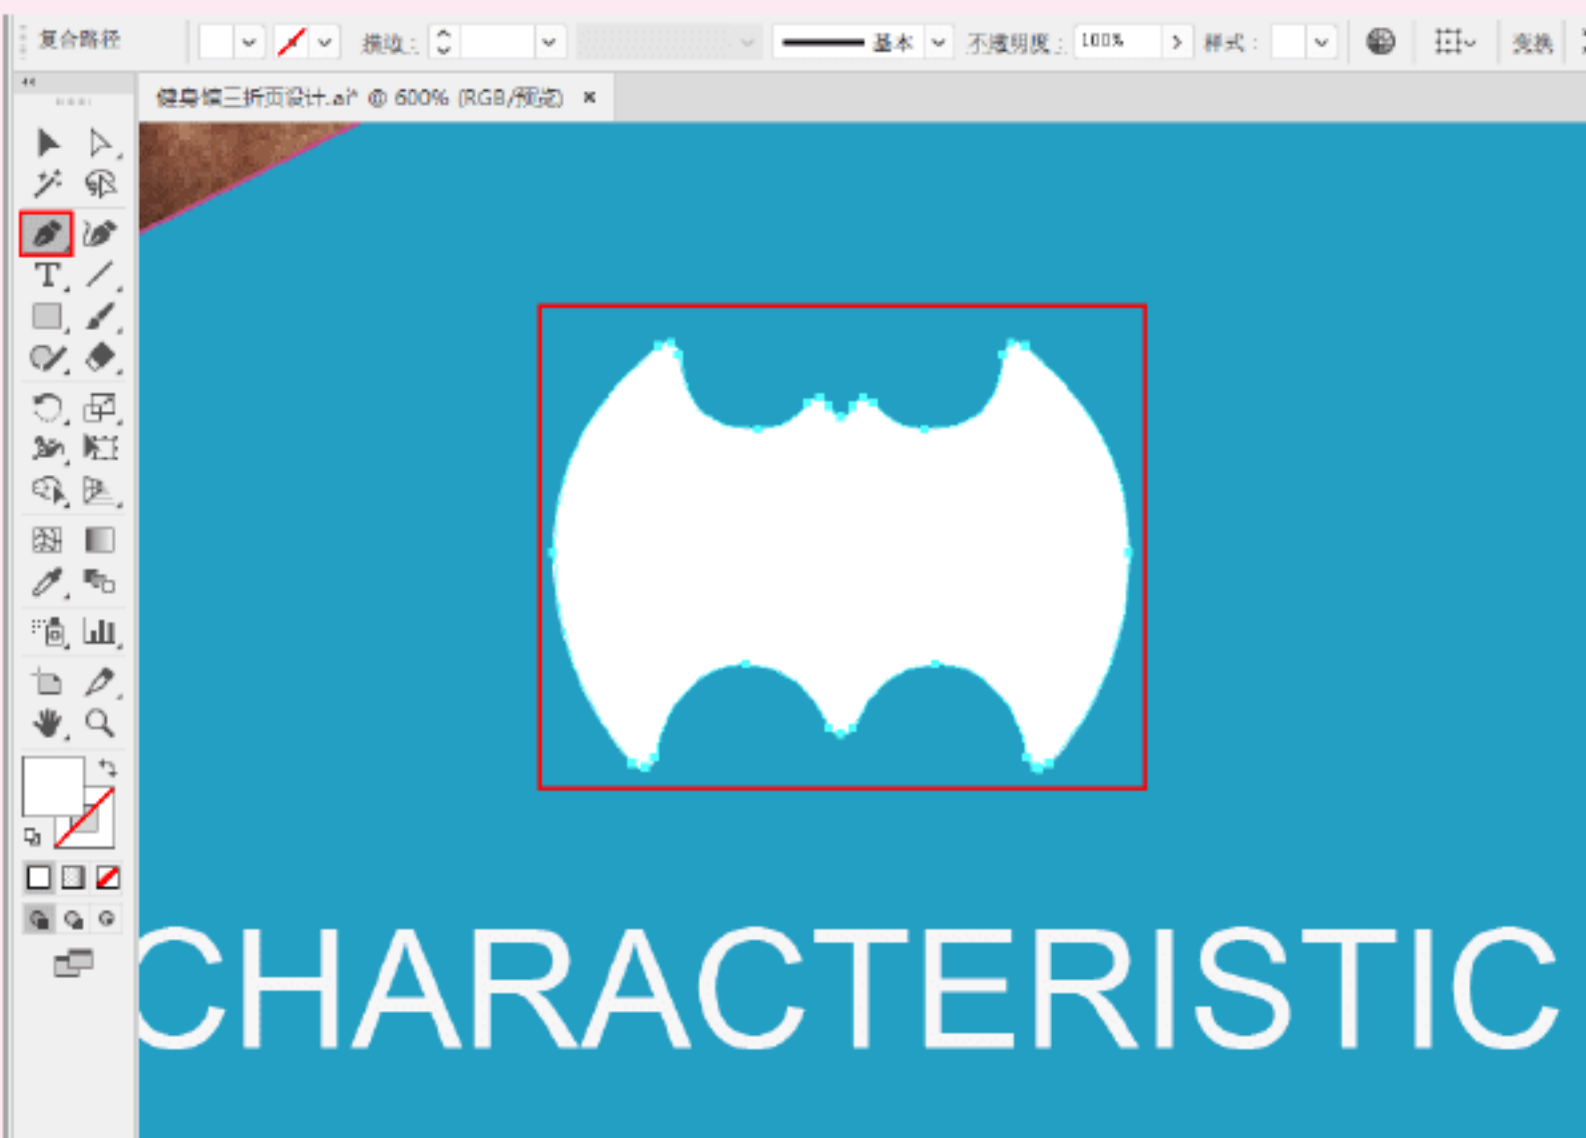 复合路径 描边： 基本 不透明度： 100% 样式： 变换
健身馆三折页设计.ai* @ 600% (RGB/预览) ×
CHARACTERISTIC